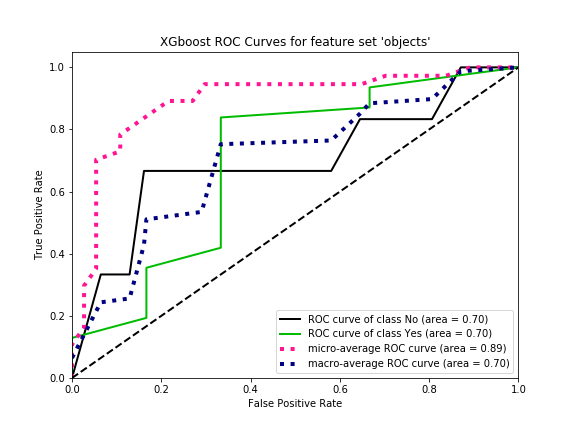 XGboost ROC Curves for feature set 'objects'
1.0
0.8
0.6
0.4
0.2
0.0
True Positive Rate
ROC curve of class No (area = 0.70)
ROC curve of class Yes (area = 0.70)
micro-average ROC curve (area = 0.89)
macro-average ROC curve (area = 0.70)
0.0 0.2 0.4 0.6 0.8 1.0
False Positive Rate